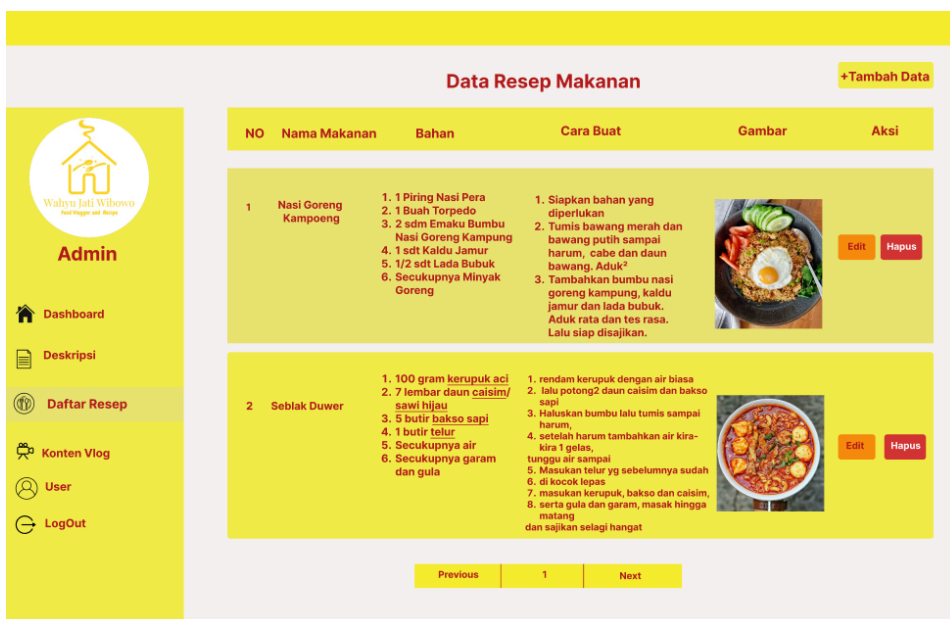 Data Resep Makanan
+Tambah Data
Wahyu Jati Wibowo
Food Vlogger and Resepe
Admin
Dashboard
Deskripsi
Daftar Resep
Konten Vlog
User
LogOut
NO Nama Makanan Bahan Cara Buat Gambar Aksi
1
Nasi Goreng
Kampoeng
1. 1 Piring Nasi Pera
2. 1 Buah Torpedo
3. 2 sdm Emaku Bumbu
Nasi Goreng Kampung
4. 1 sdt Kaldu Jamur
5. 1/2 sdt Lada Bubuk
6. Secukupnya Minyak
Goreng
1. Siapkan bahan yang
diperlukan
2. Tumis bawang merah dan
bawang putih sampai
harum, cabe dan daun
bawang. Aduk²
3. Tambahkan bumbu nasi
goreng kampung, kaldu
jamur dan lada bubuk.
Aduk rata dan tes rasa.
Lalu siap disajikan.
Edit Hapus
2 Seblak Duwer
1. 100 gram kerupuk aci
2. 7 lembar daun caisim/
sawi hijau
3. 5 butir bakso sapi
4. 1 butir telur
5. Secukupnya air
6. Secukupnya garam
dan gula
1. rendam kerupuk dengan air biasa
2. lalu potong2 daun caisim dan bakso
sapi
3. Haluskan bumbu lalu tumis sampai
harum,
4. setelah harum tambahkan air kira-
kira 1 gelas,
tunggu air sampai
5. Masukan telur yg sebelumnya sudah
6. di kocok lepas
7. masukan kerupuk, bakso dan caisim,
8. serta gula dan garam, masak hingga
matang
dan sajikan selagi hangat
Edit Hapus
Previous 1 Next